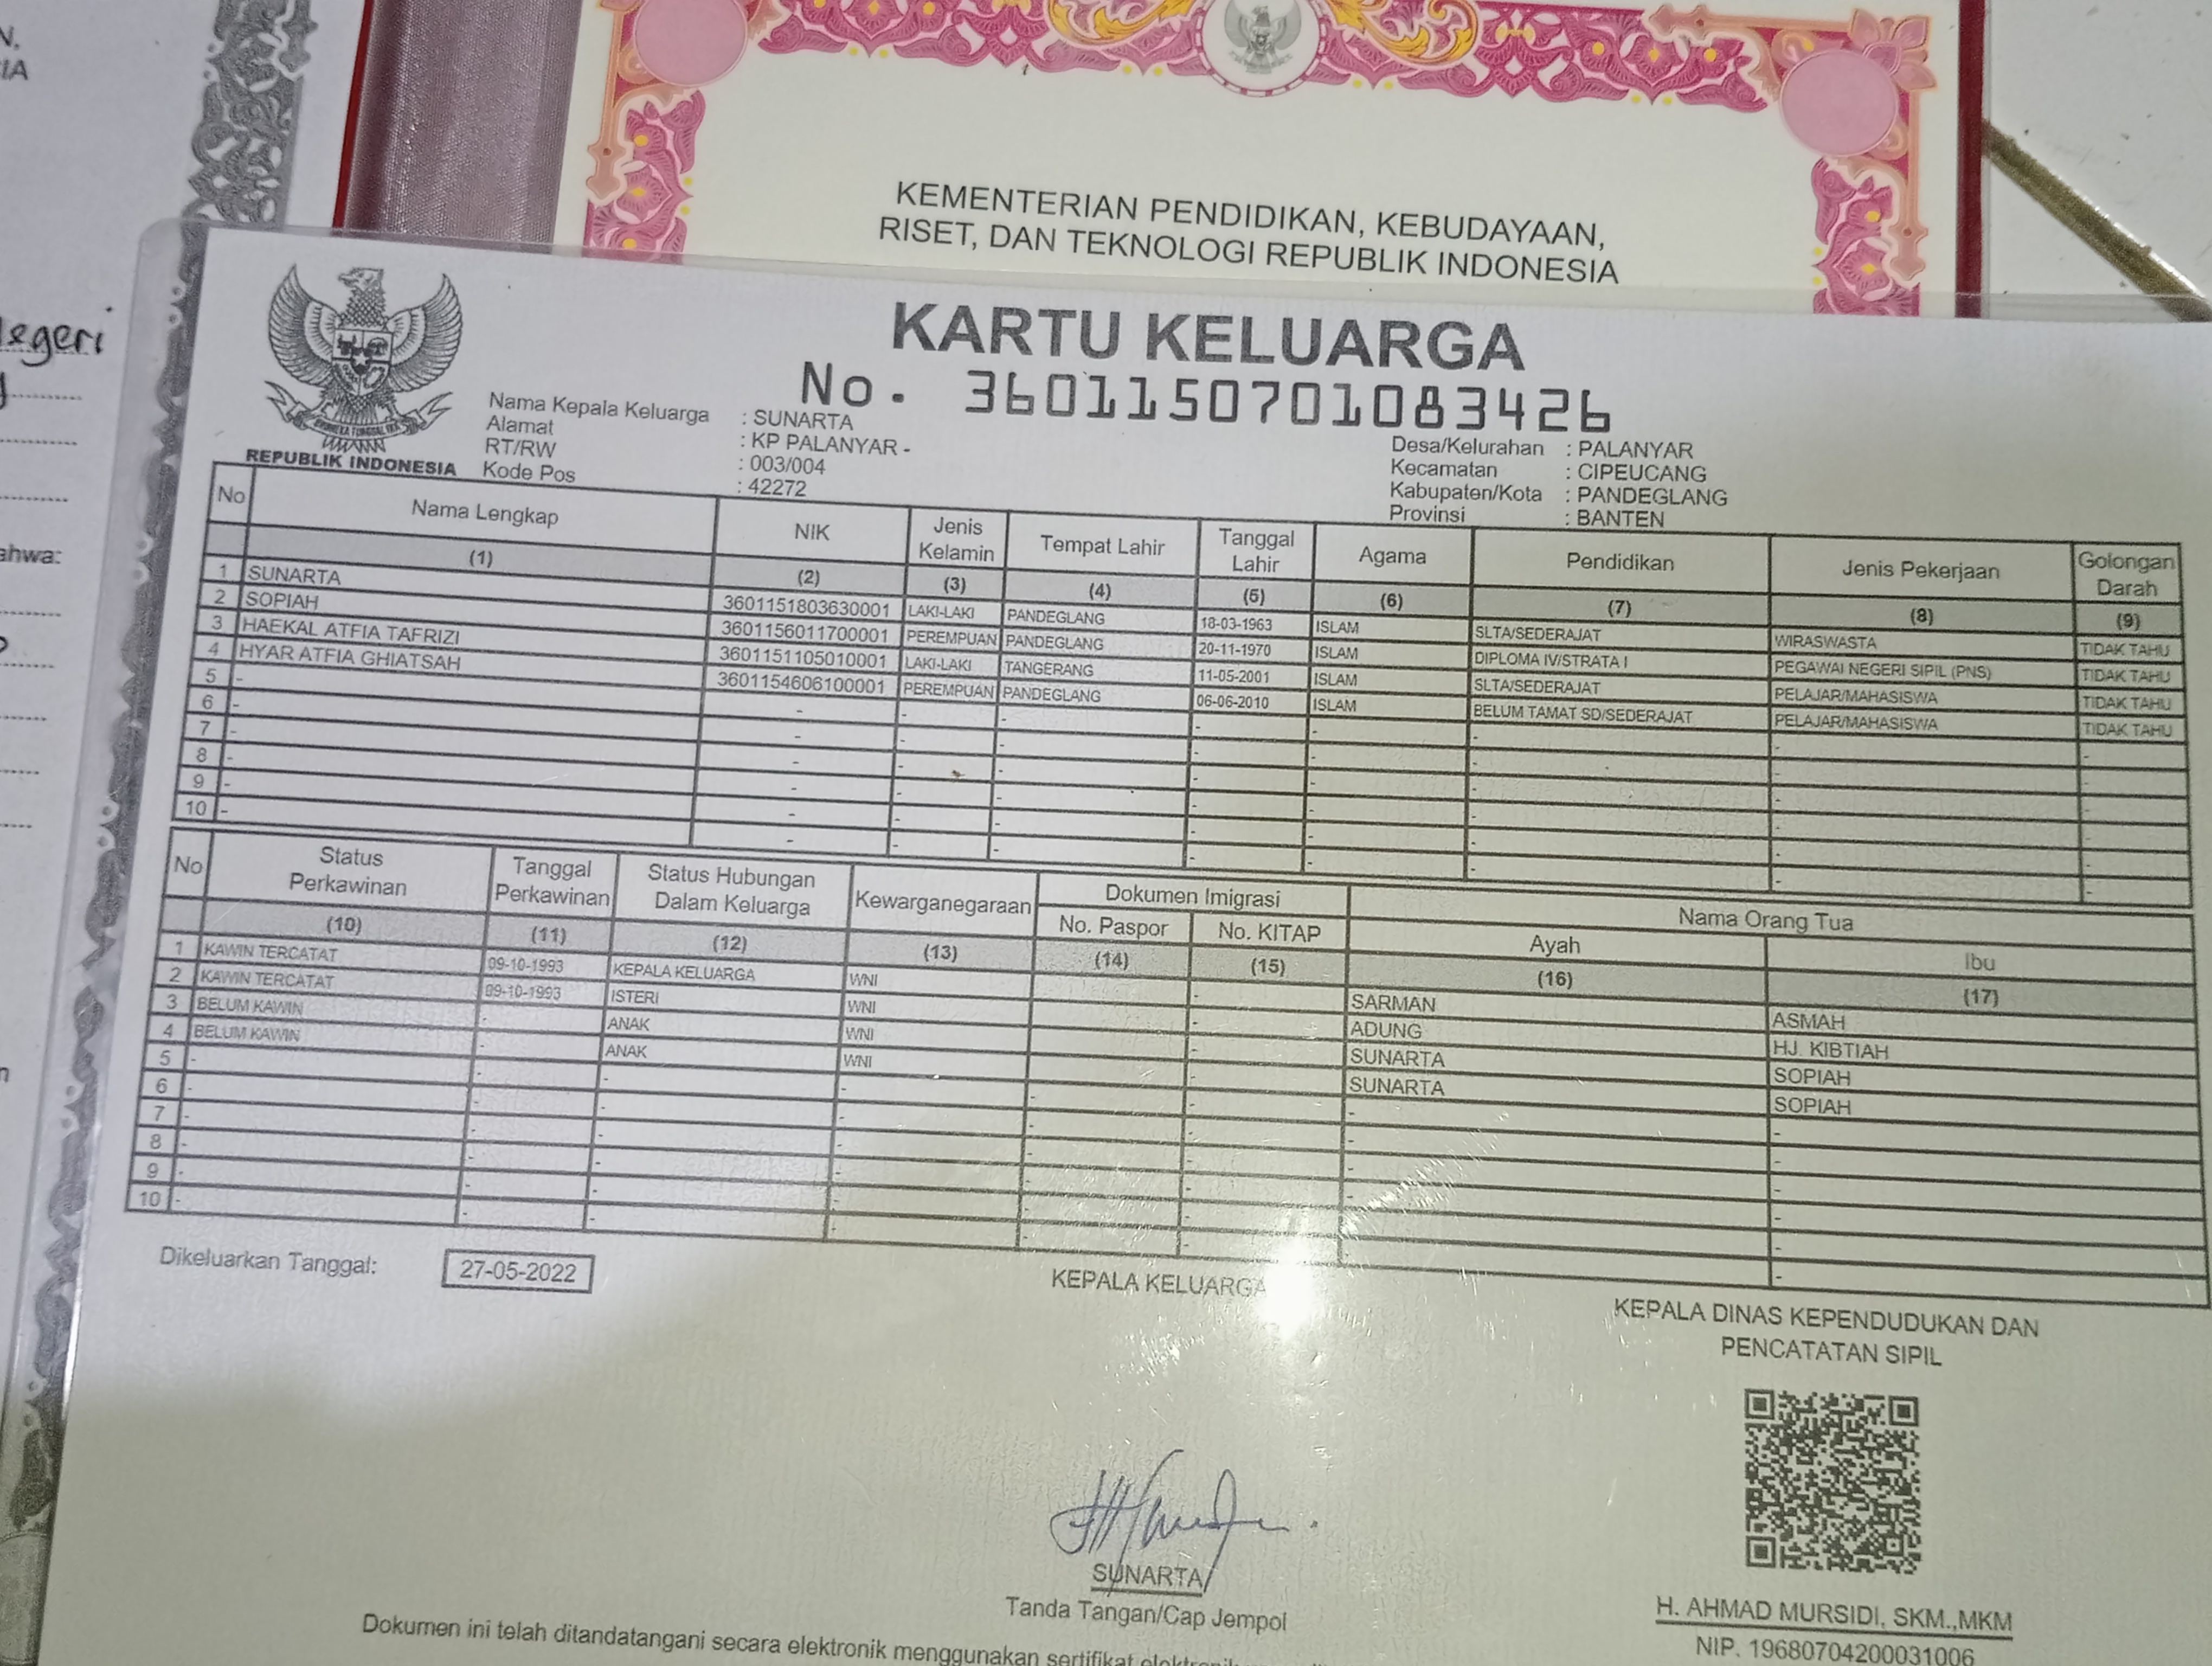 N,
IA
KEMENTERIAN PENDIDIKAN, KEBUDAYAAN,
RISET, DAN TEKNOLOGI REPUBLIK INDONESIA
egeri
ahwa:
KARTU KELUARGA
No. 3601150701083426
REPUBLIK INDONESIA
Nama Kepala Keluarga : SUNARTA
Alamat : KP PALANYAR -
RT/RW : 003/004
Kode Pos : 42272
Desa/Kelurahan : PALANYAR
Kecamatan : CIPEUCANG
Kabupaten/Kota : PANDEGLANG
Provinsi : BANTEN
No Nama Lengkap NIK Jenis Kelamin Tempat Lahir Tanggal Lahir Agama Pendidikan Jenis Pekerjaan Golongan Darah
(1) (2) (3) (4) (5) (6) (7) (8) (9)
1 SUNARTA 3601151803630001 LAKI-LAKI PANDEGLANG 18-03-1963 ISLAM SLTA/SEDERAJAT WIRASWASTA TIDAK TAHU
2 SOPIAH 3601156011700001 PEREMPUAN PANDEGLANG 20-11-1970 ISLAM DIPLOMA IV/STRATA I PEGAWAI NEGERI SIPIL (PNS) TIDAK TAHU
3 HAEKAL ATFIA TAFRIZI 3601151105010001 LAKI-LAKI TANGERANG 11-05-2001 ISLAM SLTA/SEDERAJAT PELAJAR/MAHASISWA TIDAK TAHU
4 HYAR ATFIA GHIATSAH 3601154606100001 PEREMPUAN PANDEGLANG 06-06-2010 ISLAM BELUM TAMAT SD/SEDERAJAT PELAJAR/MAHASISWA TIDAK TAHU
5 - - - - - - - - -
6 - - - - - - - - -
7 - - - - - - - - -
8 - - - - - - - - -
9 - - - - - - - - -
10 - - - - - - - - -
No Status Perkawinan Tanggal Perkawinan Status Hubungan Dalam Keluarga Kewarganegaraan Dokumen Imigrasi Nama Orang Tua
No. Paspor No. KITAP Ayah Ibu
(10) (11) (12) (13) (14) (15) (16) (17)
1 KAWIN TERCATAT 09-10-1993 KEPALA KELUARGA WNI - SARMAN ASMAH
2 KAWIN TERCATAT 09-10-1993 ISTERI WNI - ADUNG HJ. KIBTIAH
3 BELUM KAWIN - ANAK WNI - SUNARTA SOPIAH
4 BELUM KAWIN - ANAK WNI - SUNARTA SOPIAH
5 - - - - - - - -
6 - - - - - - - -
7 - - - - - - - -
8 - - - - - - - -
9 - - - - - - - -
10 - - - - - - - -
Dikeluarkan Tanggal: 27-05-2022
KEPALA KELUARGA
SUNARTA
Tanda Tangan/Cap Jempol
KEPALA DINAS KEPENDUDUKAN DAN
PENCATATAN SIPIL
H. AHMAD MURSIDI, SKM.,MKM
NIP. 19680704200031006
Dokumen ini telah ditandatangani secara elektronik menggunakan sertifikat